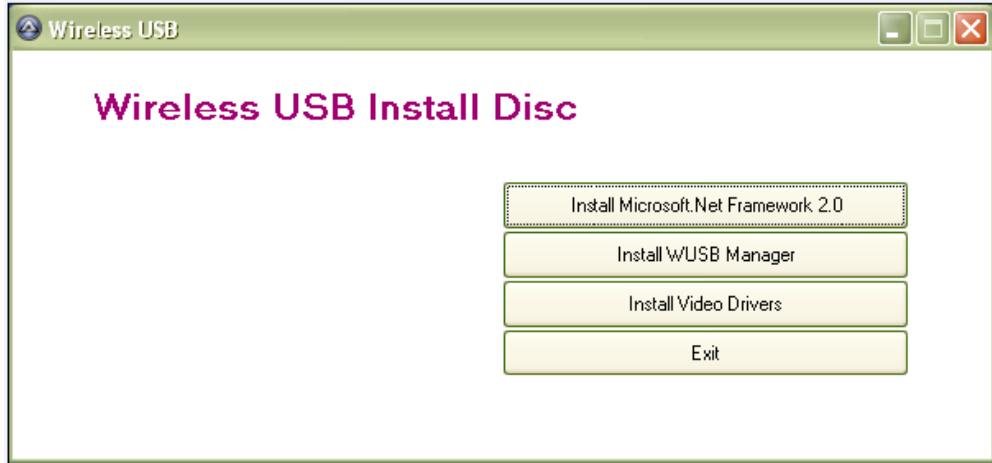 Wireless USB
Wireless USB Install Disc
Install Microsoft.Net Framework 2.0
Install WUSB Manager
Install Video Drivers
Exit